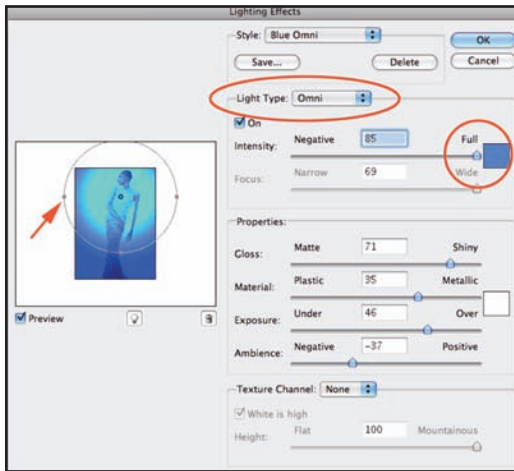 Lighting Effects
Style: Blue Omni
OK
Save... Delete Cancel
Light Type: Omni
On
Intensity: Negative 85 Full
Focus: Narrow 69 Wide
Properties:
Gloss: Matte 71 Shiny
Material: Plastic 35 Metallic
Exposure: Under 46 Over
Preview
Ambience: Negative -37 Positive
Texture Channel: None
White is high
Height: Flat 100 Mountainous